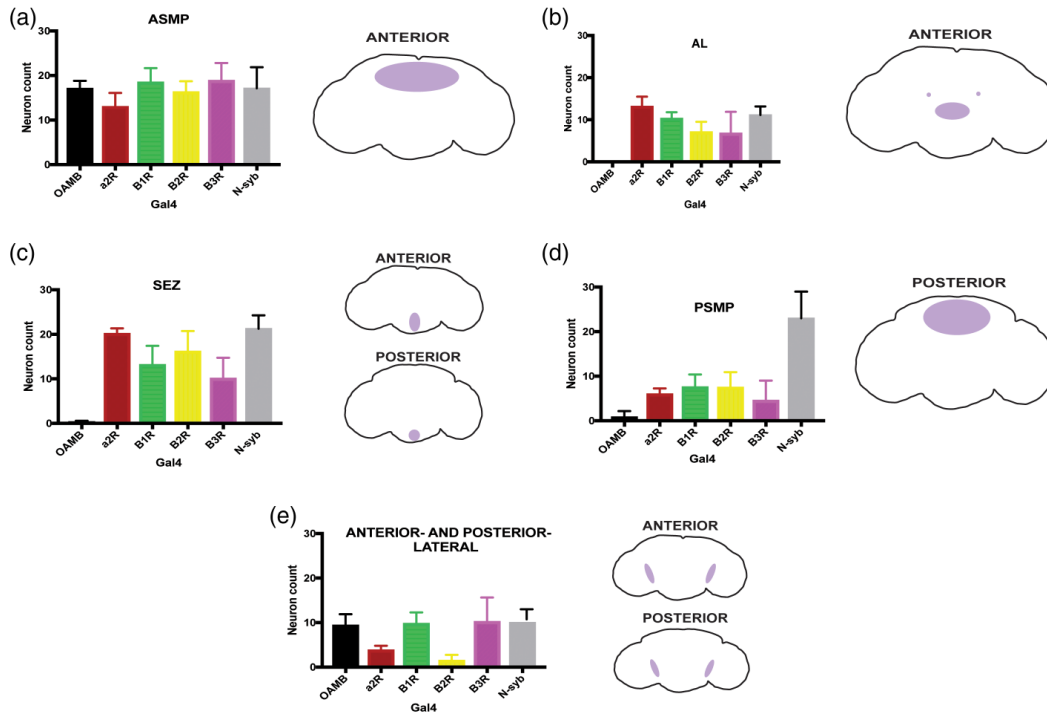 (a)
ASMP
Neuron count
30
20
10
0
OAMB
a2R
B1R
B2R
B3R
N-syb
Gal4
ANTERIOR
(b)
AL
Neuron count
30
20
10
0
OAMB
a2R
B1R
B2R
B3R
N-syb
Gal4
ANTERIOR
(c)
SEZ
Neuron count
30
20
10
0
OAMB
a2R
B1R
B2R
B3R
N-syb
Gal4
ANTERIOR
POSTERIOR
(d)
PSMP
Neuron count
30
20
10
0
OAMB
a2R
B1R
B2R
B3R
N-syb
Gal4
POSTERIOR
(e)
ANTERIOR- AND POSTERIOR-
LATERAL
Neuron count
30
20
10
0
OAMB
a2R
B1R
B2R
B3R
N-syb
Gal4
ANTERIOR
POSTERIOR